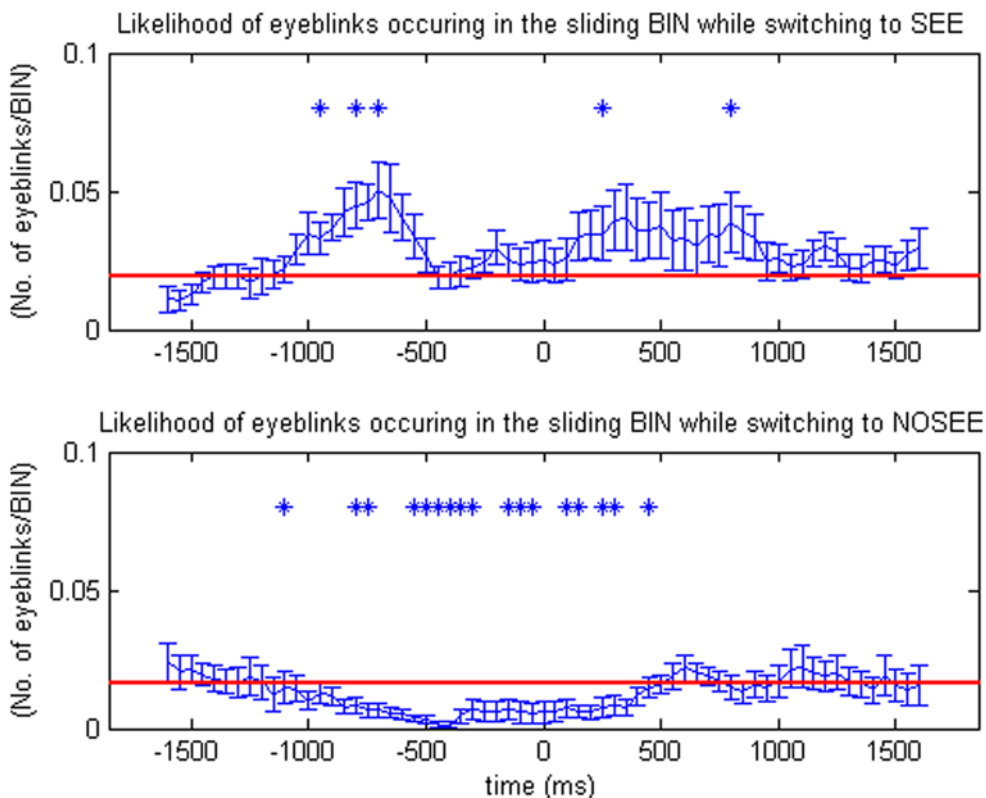 Likelihood of eyeblinks occuring in the sliding BIN while switching to SEE
(No. of eyeblinks/BIN)
0.1
0.05
0
-1500 -1000 -500 0 500 1000 1500
Likelihood of eyeblinks occuring in the sliding BIN while switching to NOSEE
(No. of eyeblinks/BIN)
0.1
0.05
0
-1500 -1000 -500 0 500 1000 1500
time (ms)